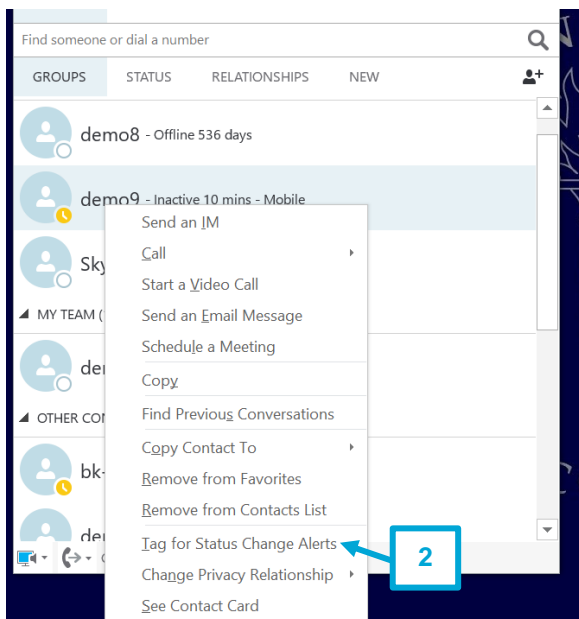 Find someone or dial a number
GROUPS STATUS RELATIONSHIPS NEW
demo8 - Offline 536 days
demo9 - Inactive 10 mins - Mobile
Send an IM
Call
Sky
Start a Video Call
MY TEAM (
Send an Email Message
Schedule a Meeting
Copy
OTHER CON
Find Previous Conversations
Copy Contact To
bk-
Remove from Favorites
Remove from Contacts List
Tag for Status Change Alerts
2
Change Privacy Relationship
See Contact Card